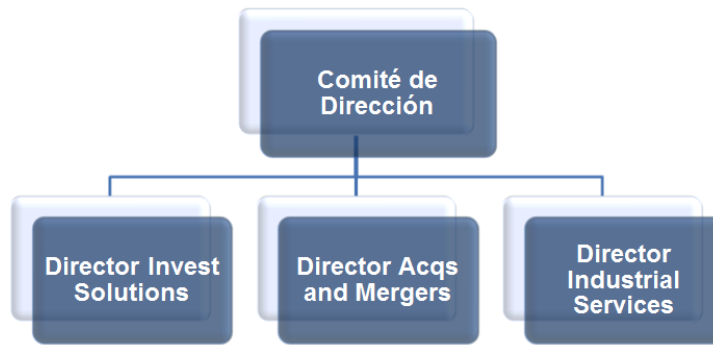 Comité de
Dirección
Director Invest
Solutions
Director Acqs
and Mergers
Director
Industrial
Services